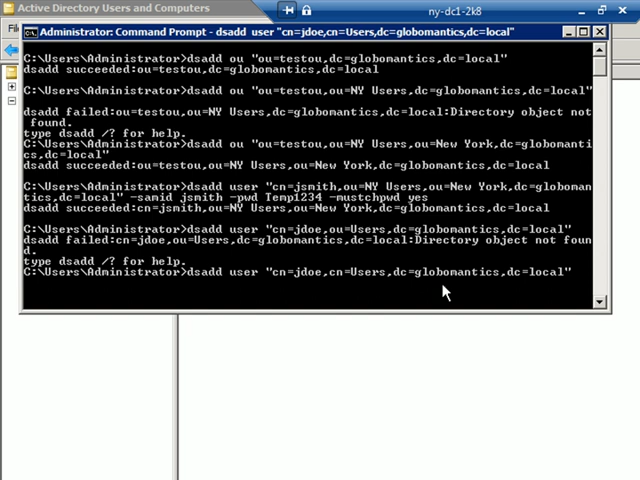 Active Directory Users and Computers
ny-dc1-2k8
Fil
Administrator: Command Prompt - dsadd user "cn=jdoe,cn=Users,dc=globomantics,dc=local"
C:\Users\Administrator>dsadd ou "ou=testou,dc=globomantics,dc=local"
dsadd succeeded:ou=testou,dc=globomantics,dc=local
C:\Users\Administrator>dsadd ou "ou=testou,ou=NY Users,dc=globomantics,dc=local"
dsadd failed:ou=testou,ou=NY Users,dc=globomantics,dc=local:Directory object not
found.
type dsadd /? for help.
C:\Users\Administrator>dsadd ou "ou=testou,ou=NY Users,ou=New York,dc=globomanti
cs,dc=local"
dsadd succeeded:ou=testou,ou=NY Users,ou=New York,dc=globomantics,dc=local
C:\Users\Administrator>dsadd user "cn=jsmith,ou=NY Users,ou=New York,dc=globoman
tics,dc=local" -samid jsmith -pwd Temp1234 -mustchpwd yes
dsadd succeeded:cn=jsmith,ou=NY Users,ou=New York,dc=globomantics,dc=local
C:\Users\Administrator>dsadd user "cn=jdoe,ou=Users,dc=globomantics,dc=local"
dsadd failed:cn=jdoe,ou=Users,dc=globomantics,dc=local:Directory object not foun
d.
type dsadd /? for help.
C:\Users\Administrator>dsadd user "cn=jdoe,cn=Users,dc=globomantics,dc=local"